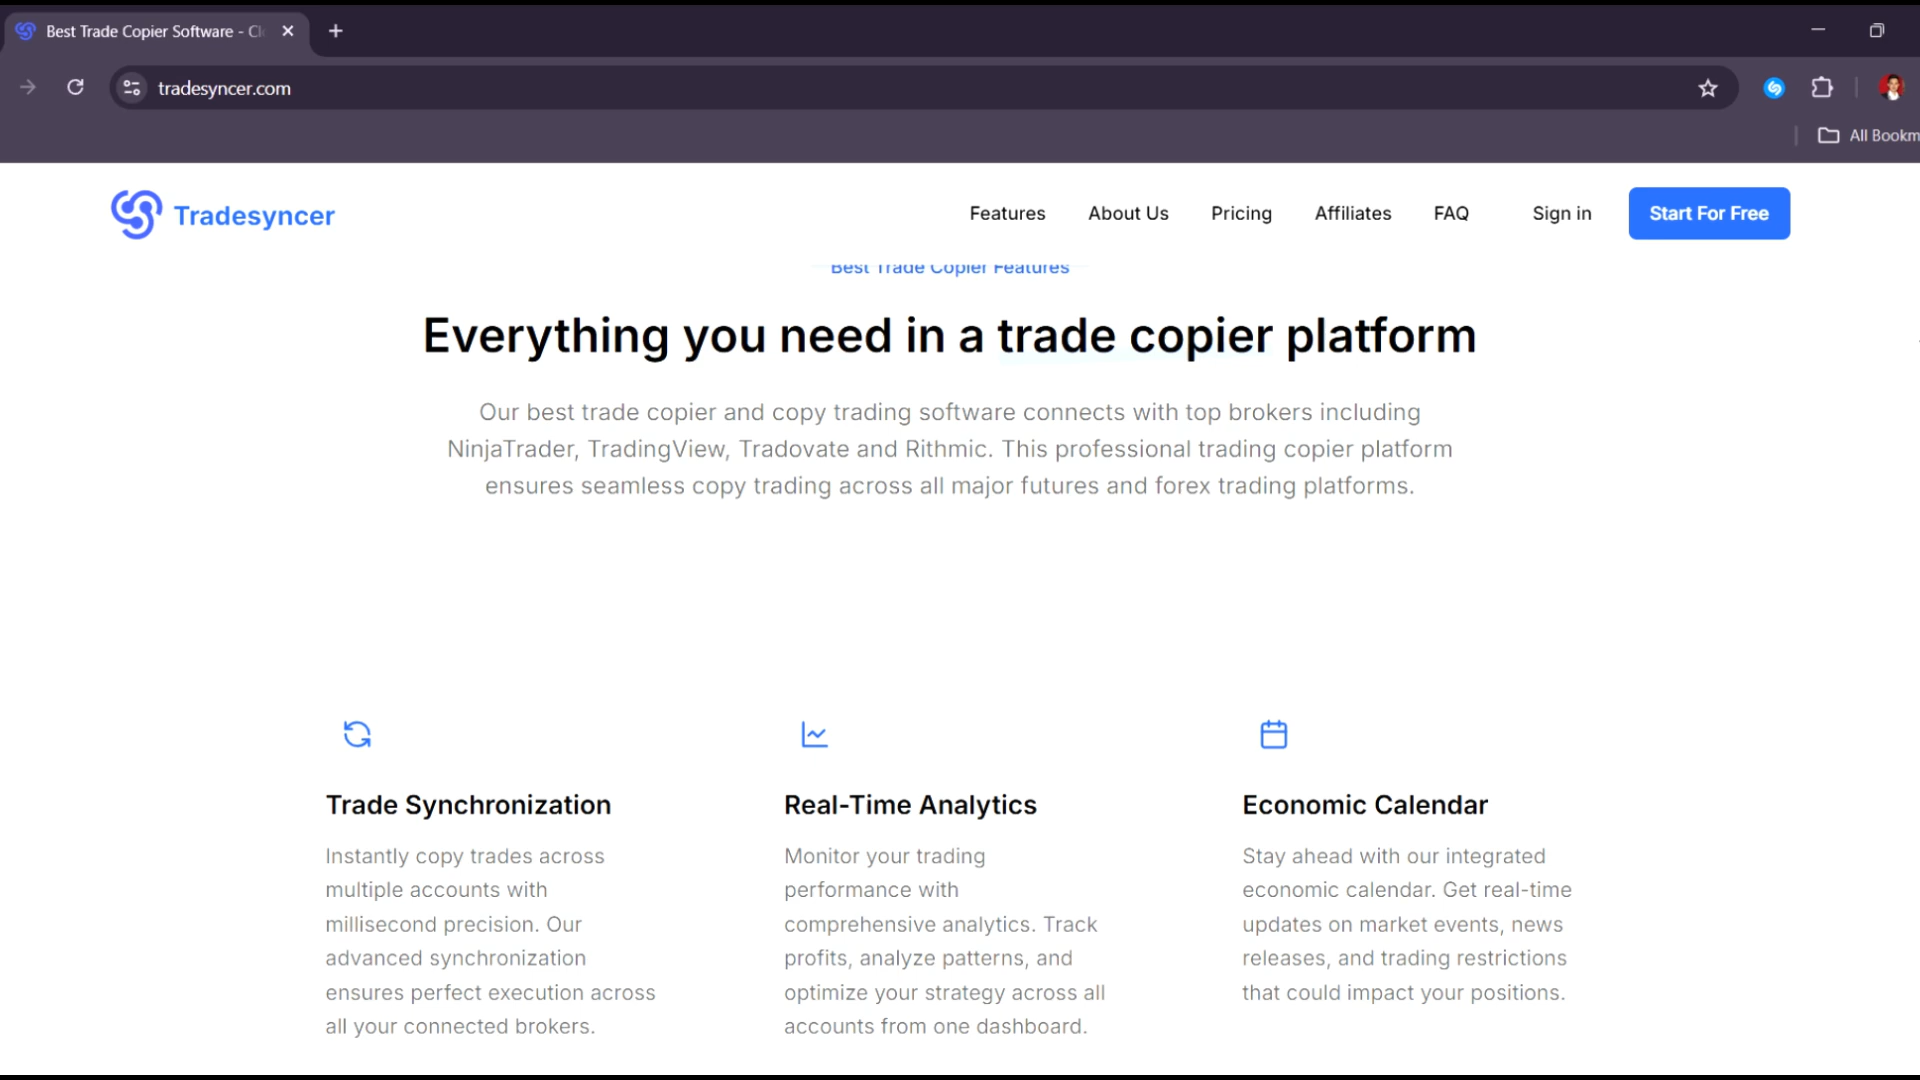 Best Trade Copier Software - Cl
tradesyncer.com
All Bookm
Tradesyncer
Features
About Us
Pricing
Affiliates
FAQ
Sign in
Start For Free
Best Trade Copier Features
Everything you need in a trade copier platform
Our best trade copier and copy trading software connects with top brokers including
NinjaTrader, TradingView, Tradovate and Rithmic. This professional trading copier platform
ensures seamless copy trading across all major futures and forex trading platforms.
Trade Synchronization
Instantly copy trades across
multiple accounts with
millisecond precision. Our
advanced synchronization
ensures perfect execution across
all your connected brokers.
Real-Time Analytics
Monitor your trading
performance with
comprehensive analytics. Track
profits, analyze patterns, and
optimize your strategy across all
accounts from one dashboard.
Economic Calendar
Stay ahead with our integrated
economic calendar. Get real-time
updates on market events, news
releases, and trading restrictions
that could impact your positions.